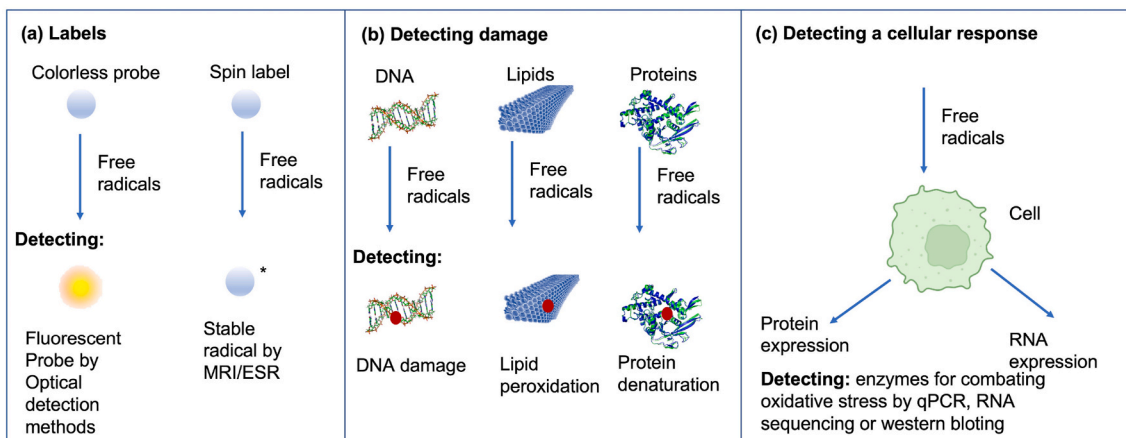 (a) Labels
Colorless probe
Spin label
Free
radicals
Free
radicals
Detecting:
*
Fluorescent
Probe by
Optical
detection
methods
Stable
radical by
MRI/ESR
(b) Detecting damage
DNA
Lipids
Proteins
Free
radicals
Free
radicals
Free
radicals
Detecting:
DNA damage
Lipid
peroxidation
Protein
denaturation
(c) Detecting a cellular response
Free
radicals
Cell
Protein
expression
RNA
expression
Detecting: enzymes for combating
oxidative stress by qPCR, RNA
sequencing or western bloting